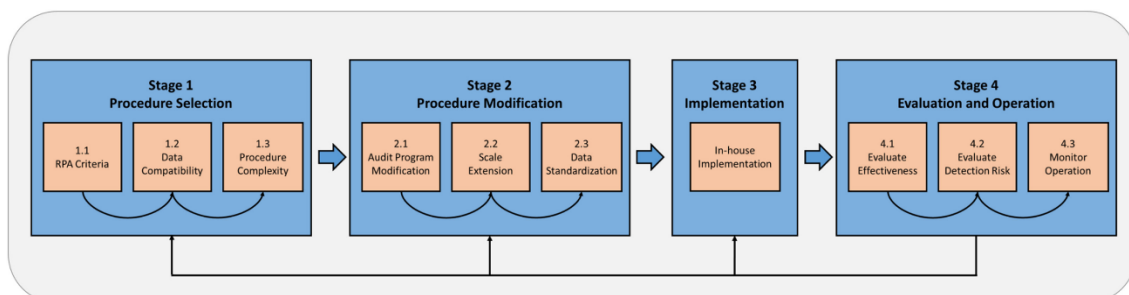 Stage 1
Procedure Selection
1.1
RPA Criteria
1.2
Data
Compatibility
1.3
Procedure
Complexity
Stage 2
Procedure Modification
2.1
Audit Program
Modification
2.2
Scale
Extension
2.3
Data
Standardization
Stage 3
Implementation
In-house
Implementation
Stage 4
Evaluation and Operation
4.1
Evaluate
Effectiveness
4.2
Evaluate
Detection Risk
4.3
Monitor
Operation